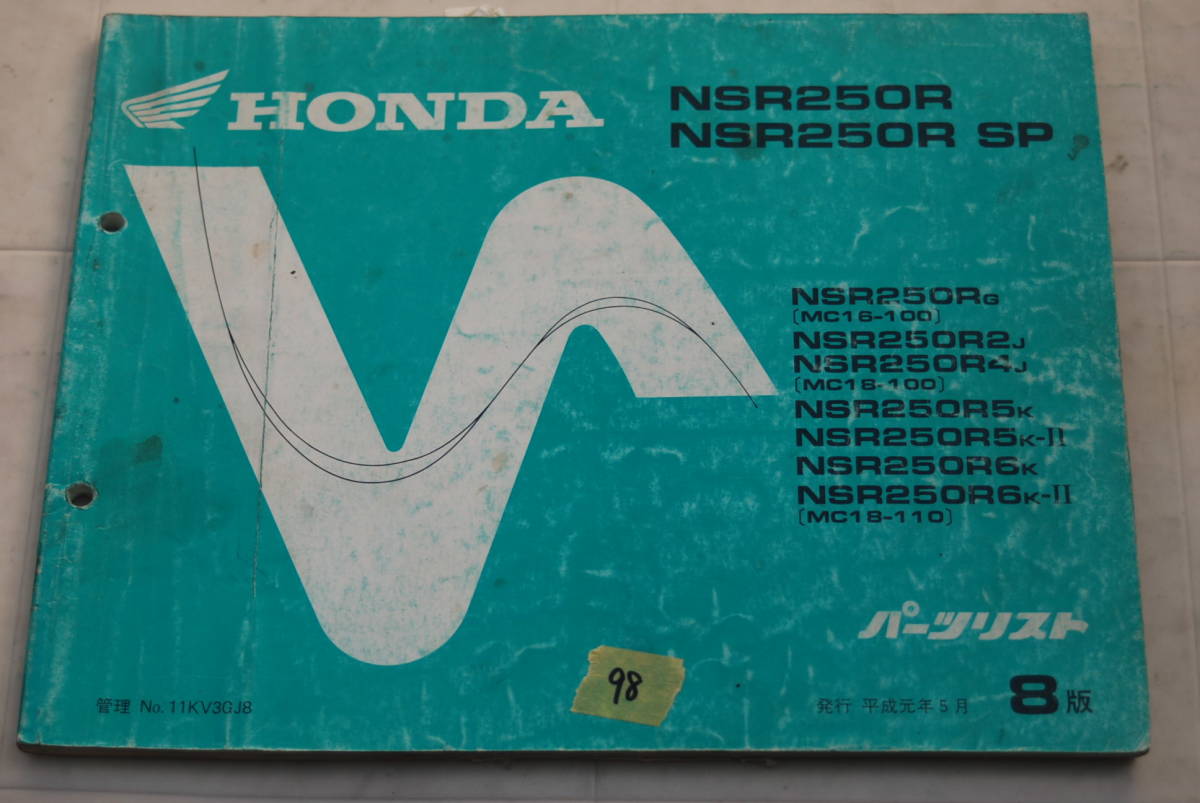 HONDA
NSR250R
NSR250R SP
NSR250RG
(MC16-100)
NSR250R2J
NSR250R4J
(MC18-100)
NSR250R5K
NSR250R5K-II
NSR250R6K
NSR250R6K-II
(MC18-110)
パーツリスト
98
管理 No. 11KV3GJ8
発行 平成元年5月 8版